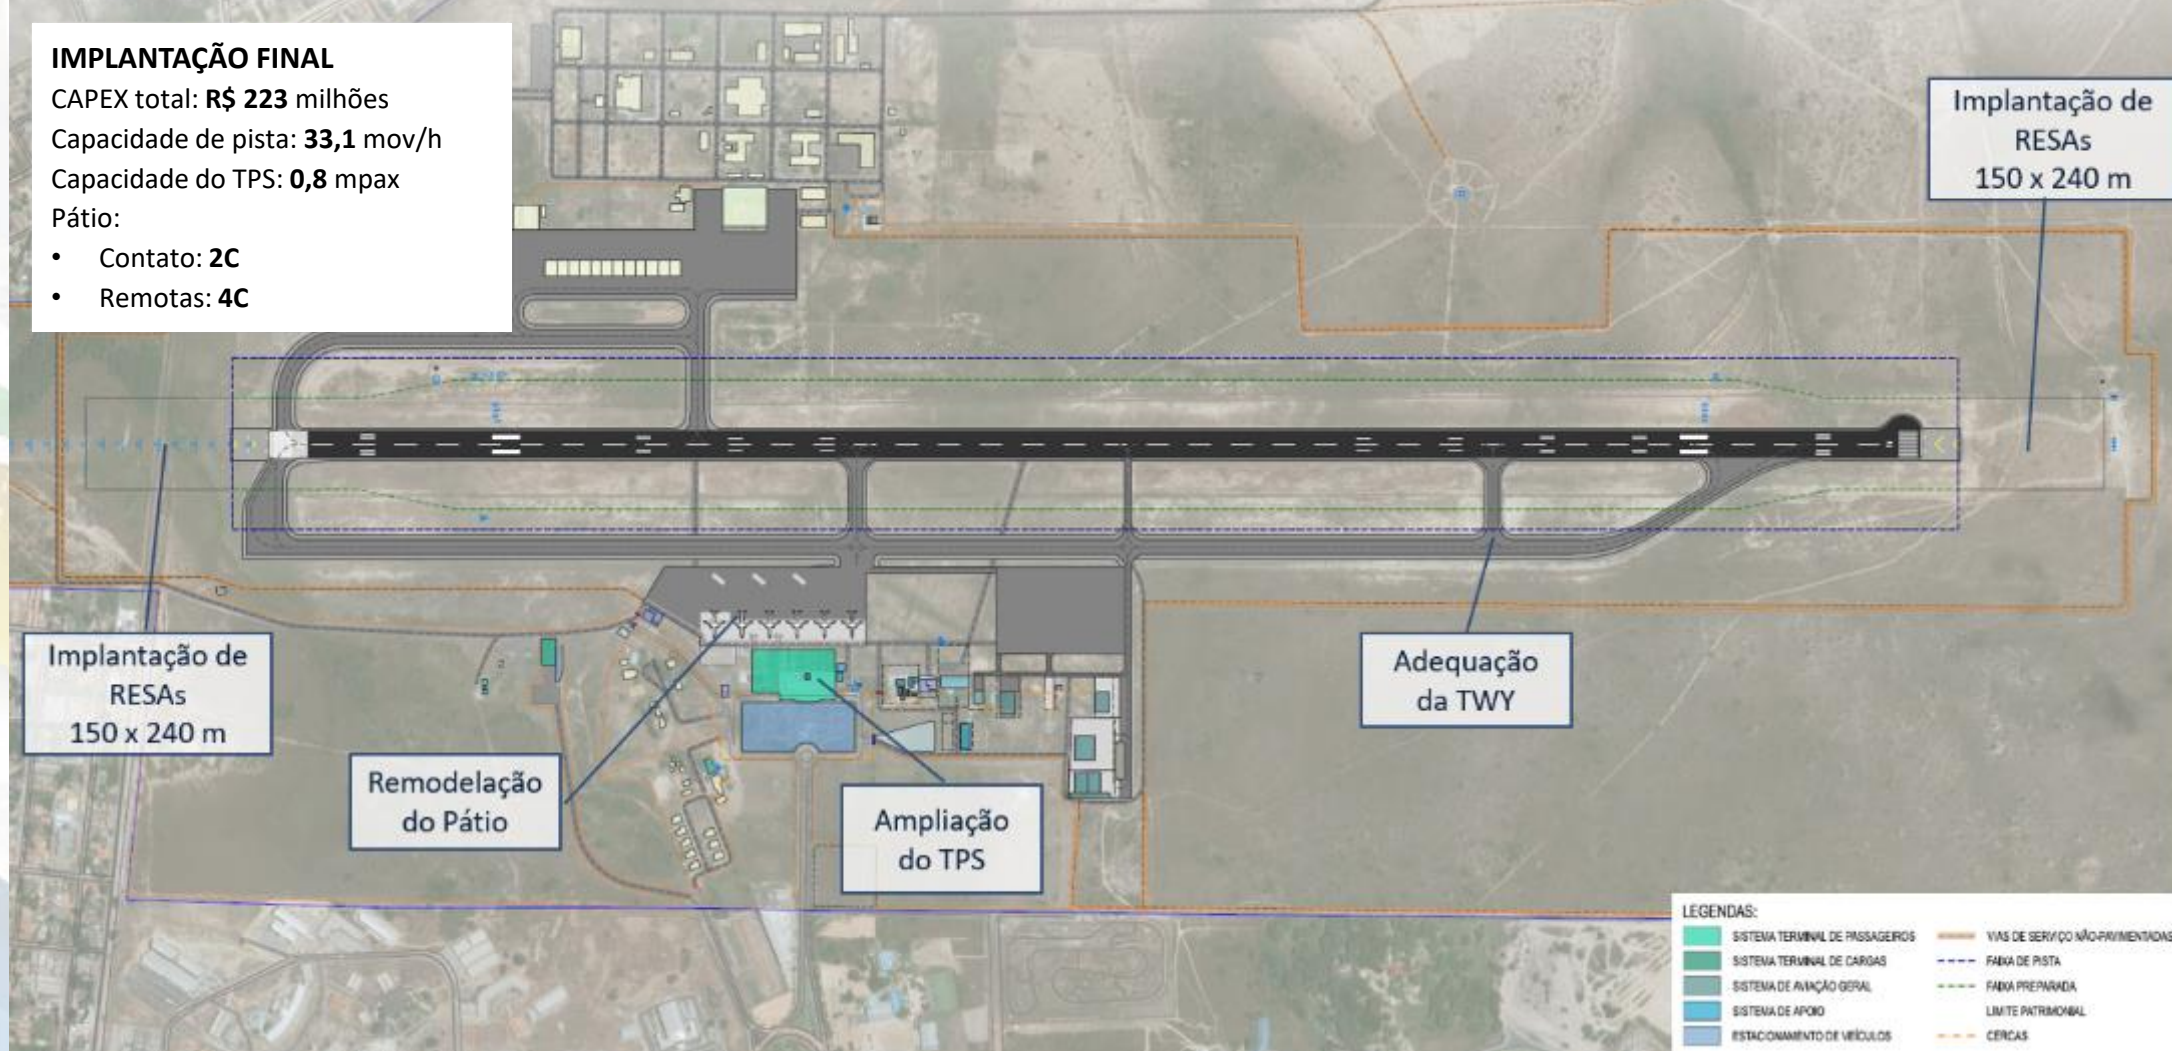 IMPLANTAÇÃO FINAL
CAPEX total: R$ 223 milhões
Capacidade de pista: 33,1 mov/h
Capacidade do TPS: 0,8 mpax
Pátio:
• Contato: 2C
• Remotas: 4C
Implantação de
RESAs
150 x 240 m
Implantação de
RESAs
150 x 240 m
Remodelação
do Pátio
Ampliação
do TPS
Adequação
da TWY
LEGENDAS:
SISTEMA TERMINAL DE PASSAGEIROS
SISTEMA TERMINAL DE CARGAS
SISTEMA DE AVIAÇÃO GERAL
SISTEMA DE APOIO
ESTACIONAMENTO DE VEÍCULOS
VIAS DE SERVIÇO NÃO-PAVIMENTADAS
FAIXA DE PISTA
FAIXA PREPARADA
LIMITE PATRIMONIAL
CERCAS